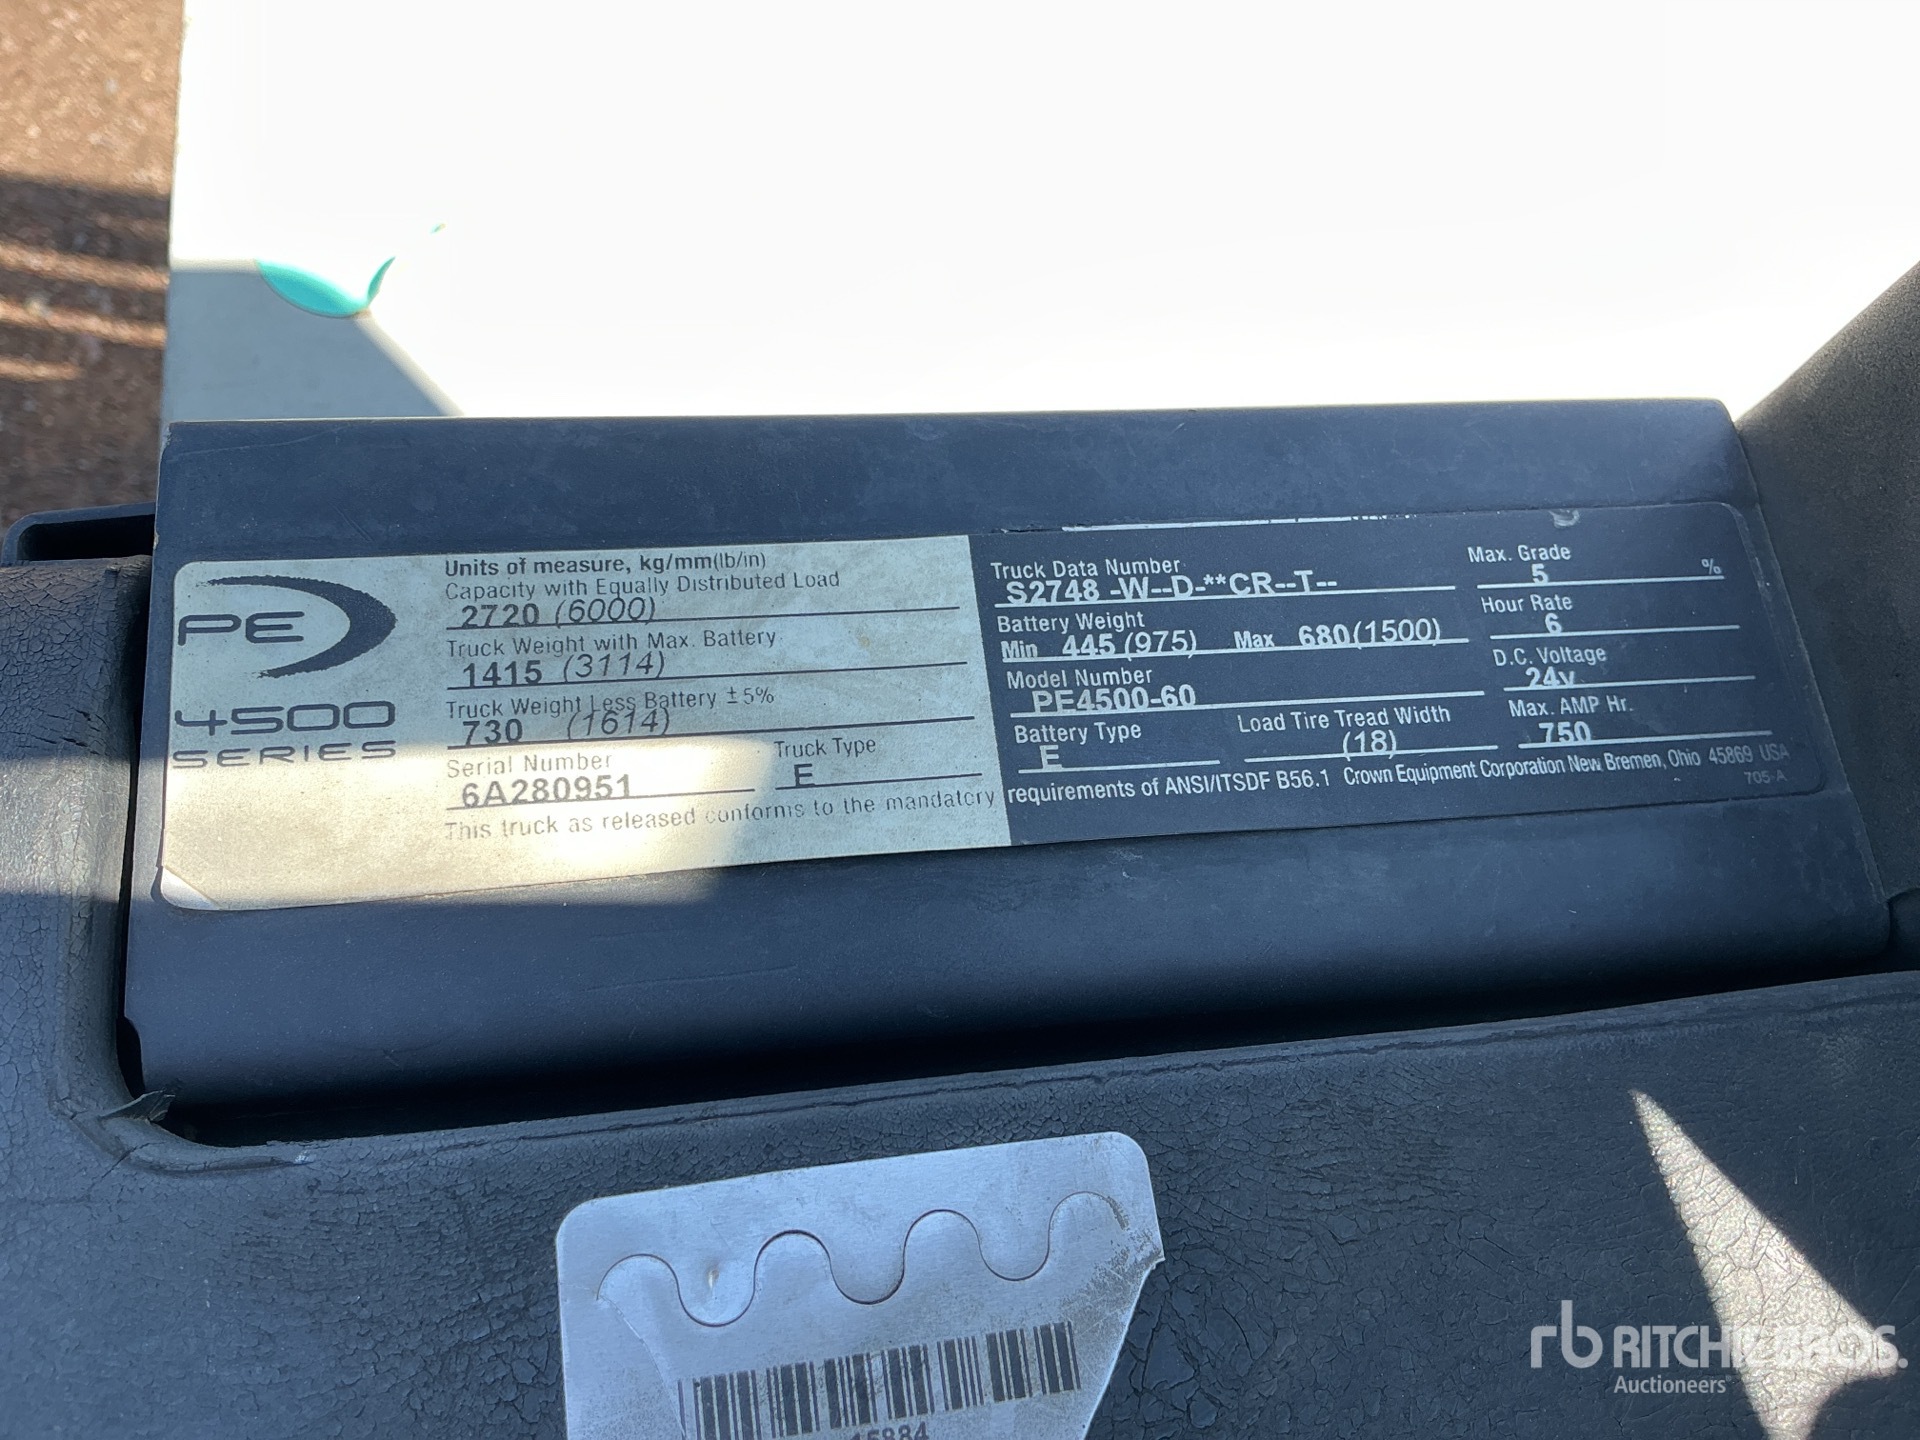 PE
4500
SERIES
Units of measure, kg/mm(lb/in)
Capacity with Equally Distributed Load
2720 (6000)
Truck Weight with Max. Battery
1415 (3114)
Truck Weight Less Battery ±5%
730 (1614)
Serial Number Truck Type
6A280951 E
This truck as released conforms to the mandatory
Truck Data Number
S2748 -W--D-**CR--T--
Battery Weight
Min 445 (975) Max 680(1500)
Model Number
PE4500-60
Battery Type Load Tire Tread Width
E (18)
requirements of ANSI/ITSDF B56.1 Crown Equipment Corporation New Bremen, Ohio 45869 USA
705-A
Max. Grade
5 %
Hour Rate
6
D.C. Voltage
24v
Max. AMP Hr.
750
15884
rb RITCHIE BROS.
Auctioneers